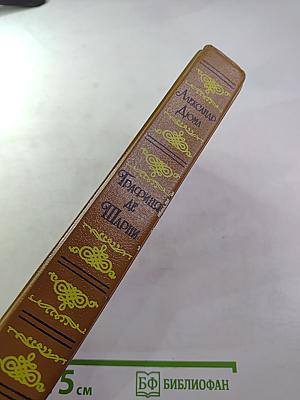 Александр
Дюма
Графиня
де
Шарни
5 см
БФ БИБЛИОФАН